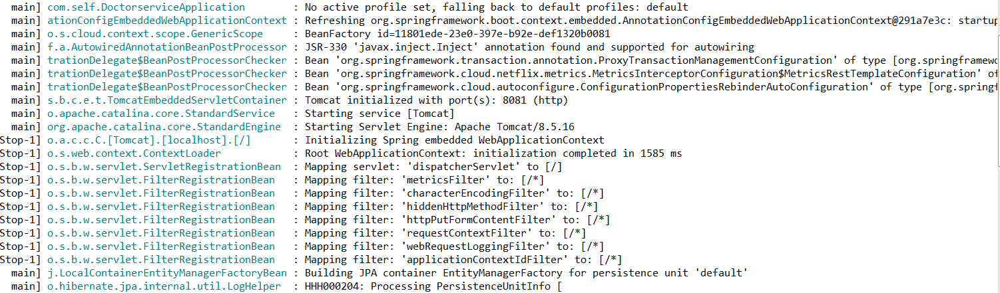 main] com.self.DoctorserviceApplication : No active profile set, falling back to default profiles: default
main] ationConfigEmbeddedWebApplicationContext : Refreshing org.springframework.boot.context.embedded.AnnotationConfigEmbeddedWebApplicationContext@291a7e3c: startup
main] o.s.cloud.context.scope.GenericScope : BeanFactory id=11801ede-23e0-397e-b92e-def1320b0081
main] f.a.AutowiredAnnotationBeanPostProcessor : JSR-330 'javax.inject.Inject' annotation found and supported for autowiring
main] trationDelegate$BeanPostProcessorChecker : Bean 'org.springframework.transaction.annotation.ProxyTransactionManagementConfiguration' of type [org.springframewo
main] trationDelegate$BeanPostProcessorChecker : Bean 'org.springframework.cloud.netflix.metrics.MetricsInterceptorConfiguration$MetricsRestTemplateConfiguration' of
main] trationDelegate$BeanPostProcessorChecker : Bean 'org.springframework.cloud.autoconfigure.ConfigurationPropertiesRebinderAutoConfiguration' of type [org.springf
main] s.b.c.e.t.TomcatEmbeddedServletContainer : Tomcat initialized with port(s): 8081 (http)
main] o.apache.catalina.core.StandardService : Starting service [Tomcat]
main] org.apache.catalina.core.StandardEngine : Starting Servlet Engine: Apache Tomcat/8.5.16
Stop-1] o.a.c.c.C.[Tomcat].[localhost].[/] : Initializing Spring embedded WebApplicationContext
Stop-1] o.s.web.context.ContextLoader : Root WebApplicationContext: initialization completed in 1585 ms
Stop-1] o.s.b.w.servlet.ServletRegistrationBean : Mapping servlet: 'dispatcherServlet' to [/]
Stop-1] o.s.b.w.servlet.FilterRegistrationBean : Mapping filter: 'metricsFilter' to: [/*]
Stop-1] o.s.b.w.servlet.FilterRegistrationBean : Mapping filter: 'characterEncodingFilter' to: [/*]
Stop-1] o.s.b.w.servlet.FilterRegistrationBean : Mapping filter: 'hiddenHttpMethodFilter' to: [/*]
Stop-1] o.s.b.w.servlet.FilterRegistrationBean : Mapping filter: 'httpPutFormContentFilter' to: [/*]
Stop-1] o.s.b.w.servlet.FilterRegistrationBean : Mapping filter: 'requestContextFilter' to: [/*]
Stop-1] o.s.b.w.servlet.FilterRegistrationBean : Mapping filter: 'webRequestLoggingFilter' to: [/*]
Stop-1] o.s.b.w.servlet.FilterRegistrationBean : Mapping filter: 'applicationContextIdFilter' to: [/*]
main] j.LocalContainerEntityManagerFactoryBean : Building JPA container EntityManagerFactory for persistence unit 'default'
main] o.hibernate.jpa.internal.util.LogHelper : HHH000204: Processing PersistenceUnitInfo [